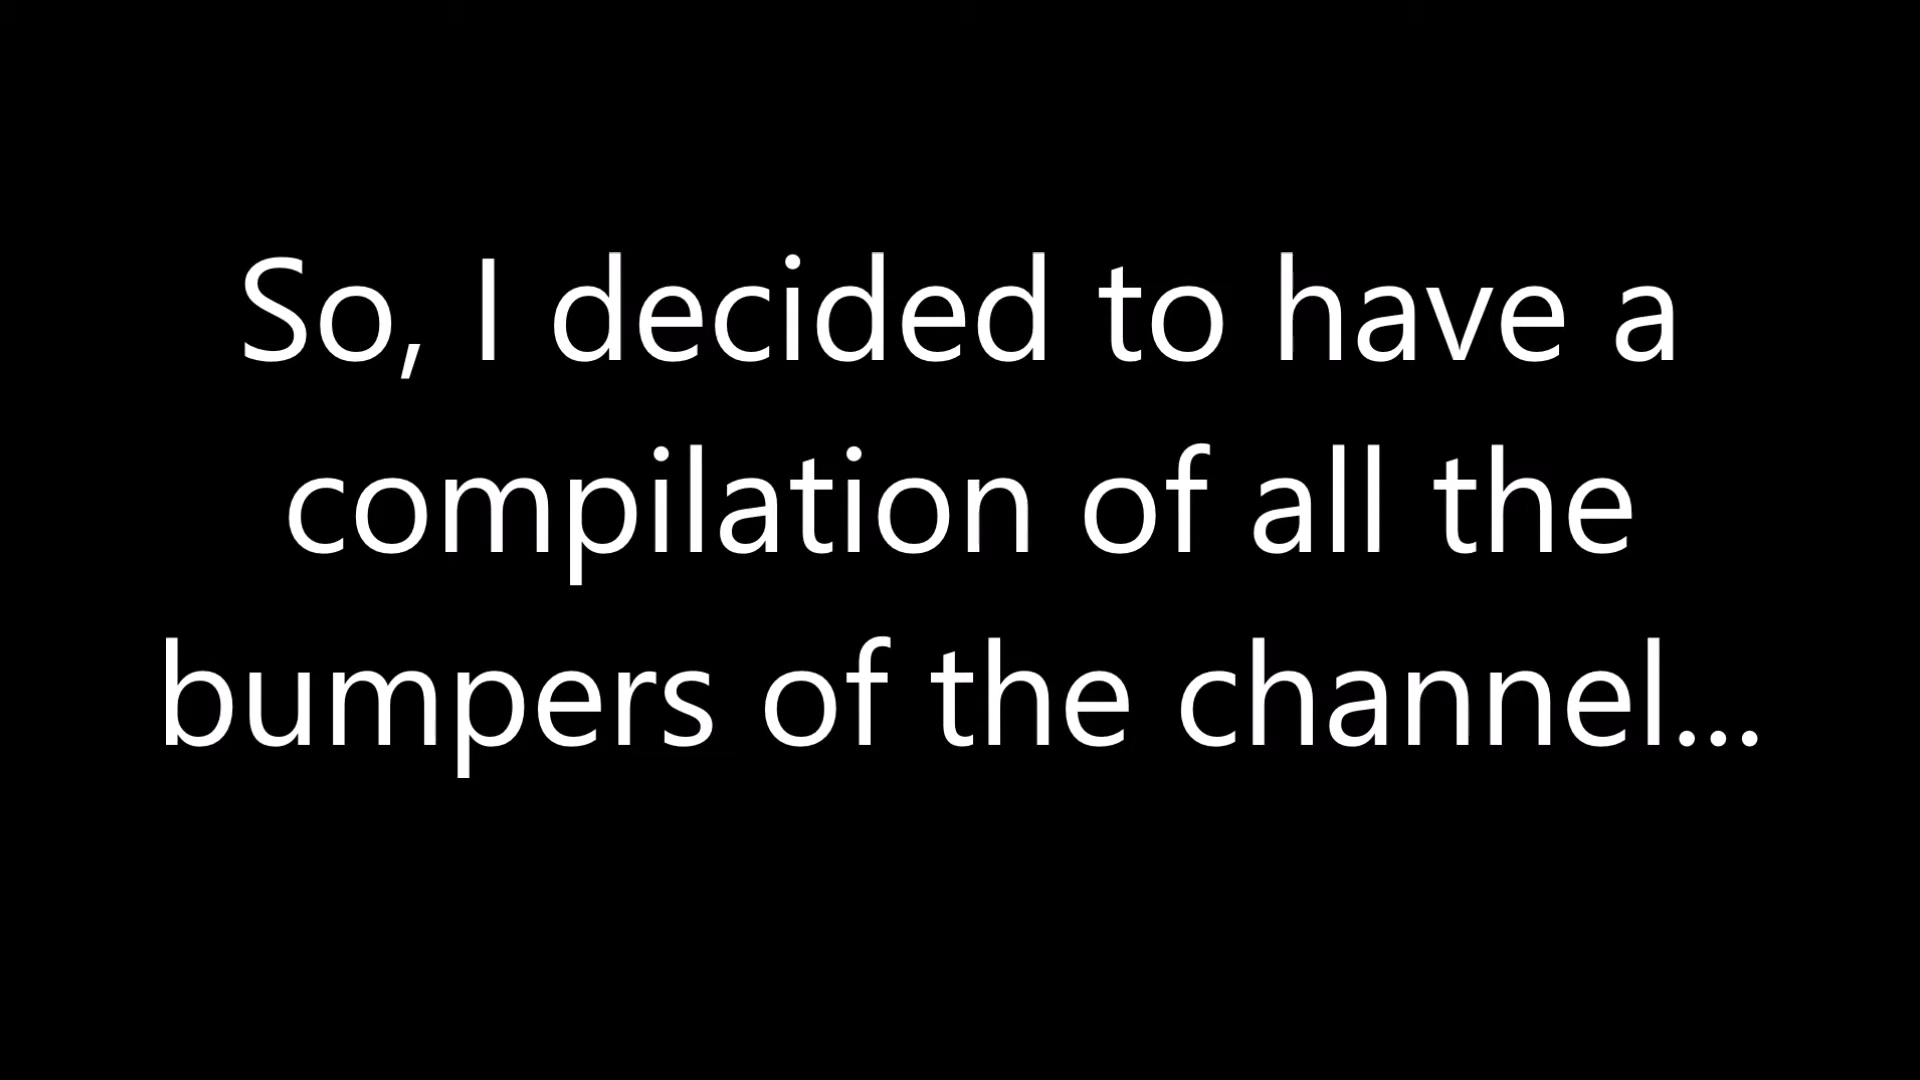 So, I decided to have a
compilation of all the
bumpers of the channel...